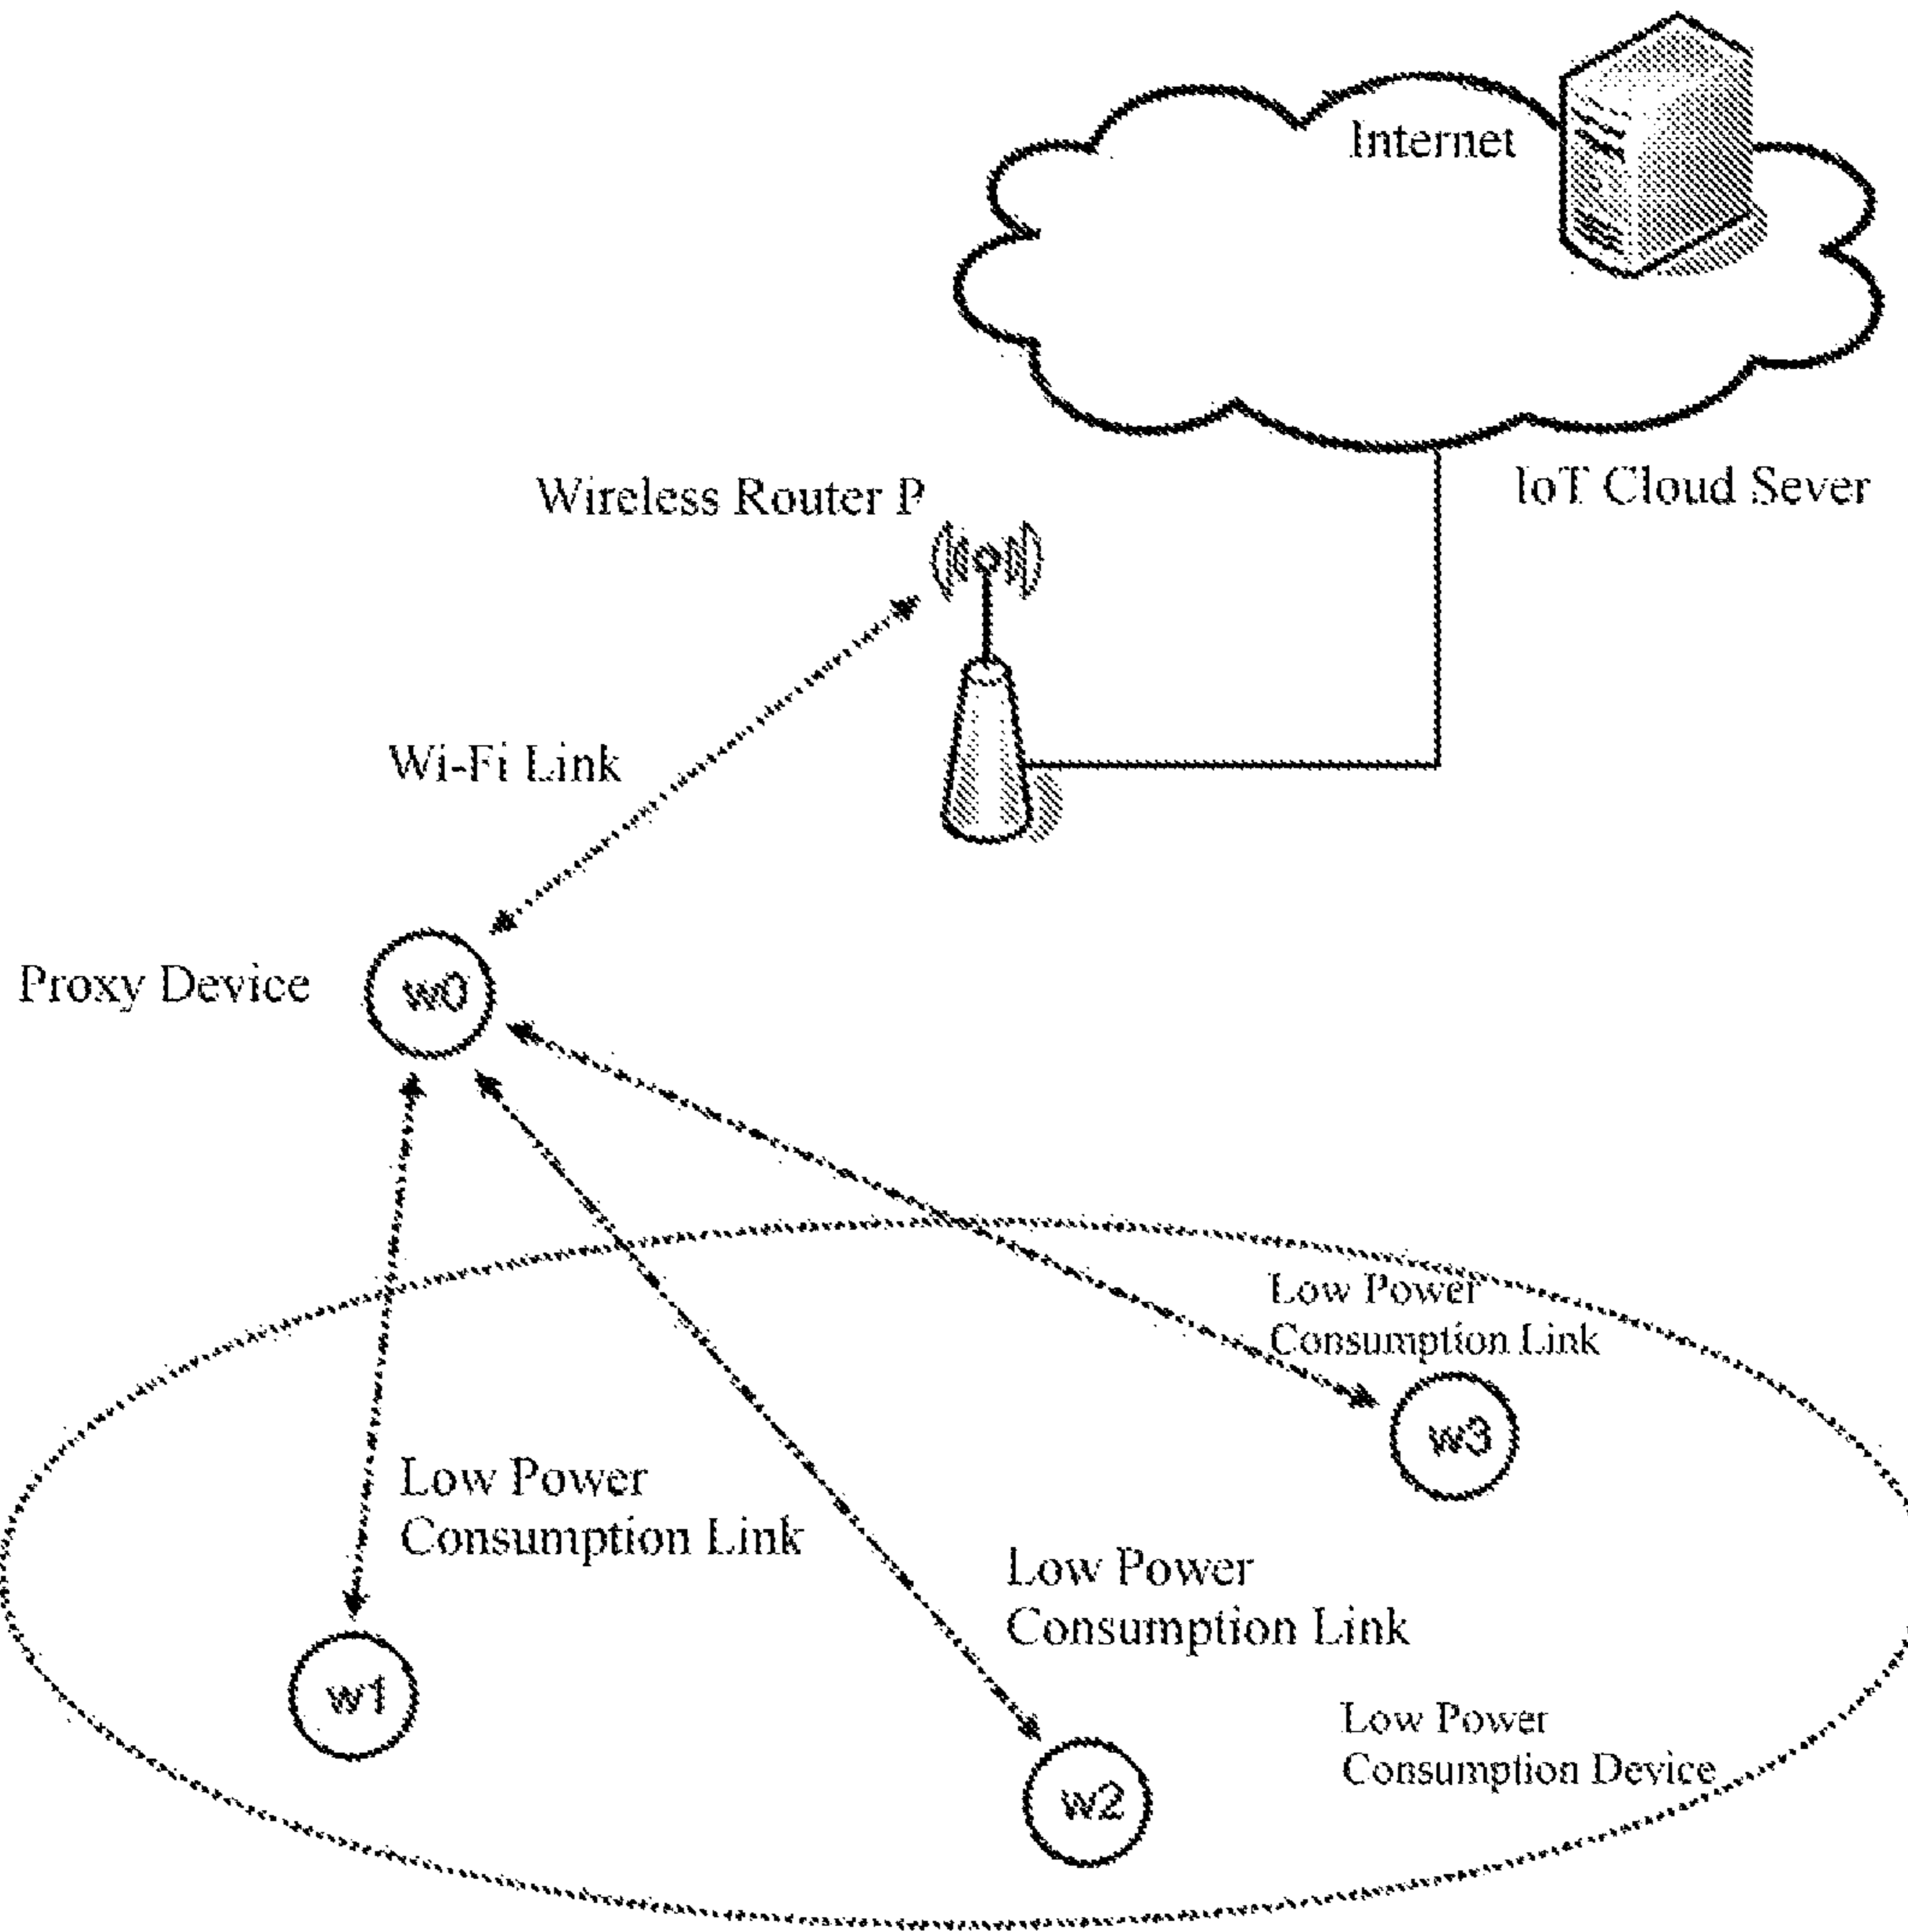 Internet
IoT Cloud Sever
Wireless Router P
Wi-Fi Link
Proxy Device
w0
Low Power
Consumption Link
w3
Low Power
Consumption Link
Low Power
Consumption Link
w1
Low Power
Consumption Device
w2